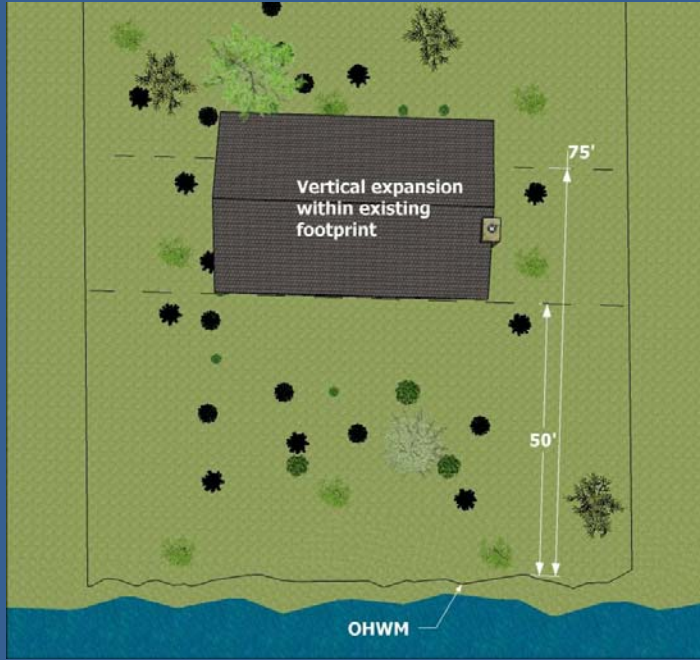 75'
Vertical expansion
within existing
footprint
50'
OHWM